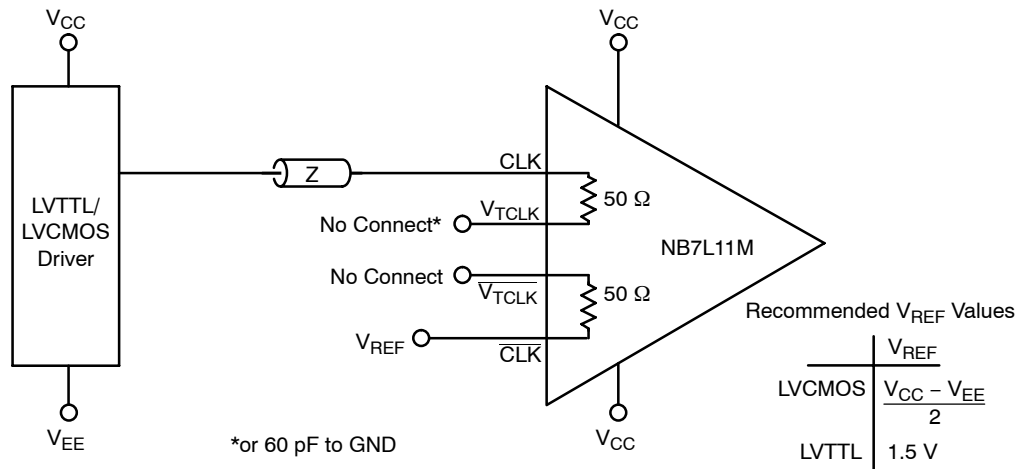 VCC
VCC
LVTTL/
LVCMOS
Driver
Z
CLK
50 Ω
No Connect*
VTCLK
NB7L11M
No Connect
VTCLK
50 Ω
VREF
CLK
Recommended VREF Values
VREF
LVCMOS
VCC – VEE
2
LVTTL
1.5 V
VEE
*or 60 pF to GND
VCC